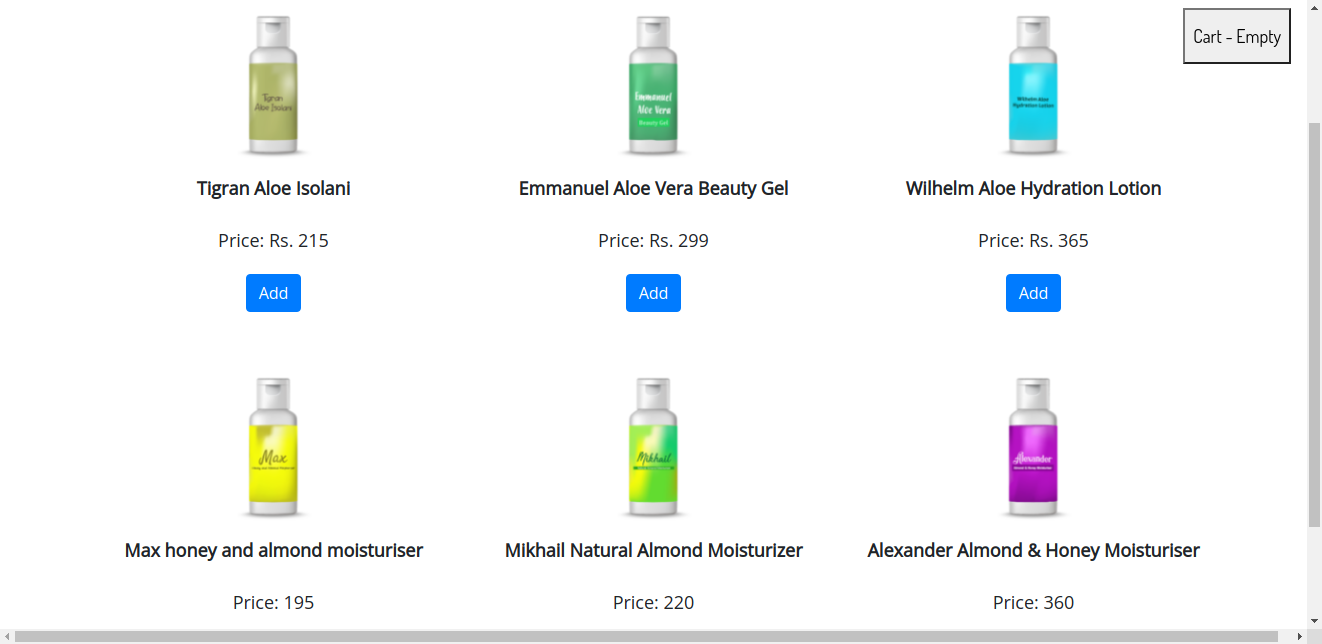 Cart - Empty
Tigran
Aloe Isolani
Emmanuel
Aloe Vera
Beauty Gel
Wilhelm Aloe
Hydration Lotion
Tigran Aloe Isolani
Emmanuel Aloe Vera Beauty Gel
Wilhelm Aloe Hydration Lotion
Price: Rs. 215
Price: Rs. 299
Price: Rs. 365
Add
Add
Add
Max
Mikhail
Alexander
Almond & Honey Moisturiser
Max honey and almond moisturiser
Mikhail Natural Almond Moisturizer
Alexander Almond & Honey Moisturiser
Price: 195
Price: 220
Price: 360